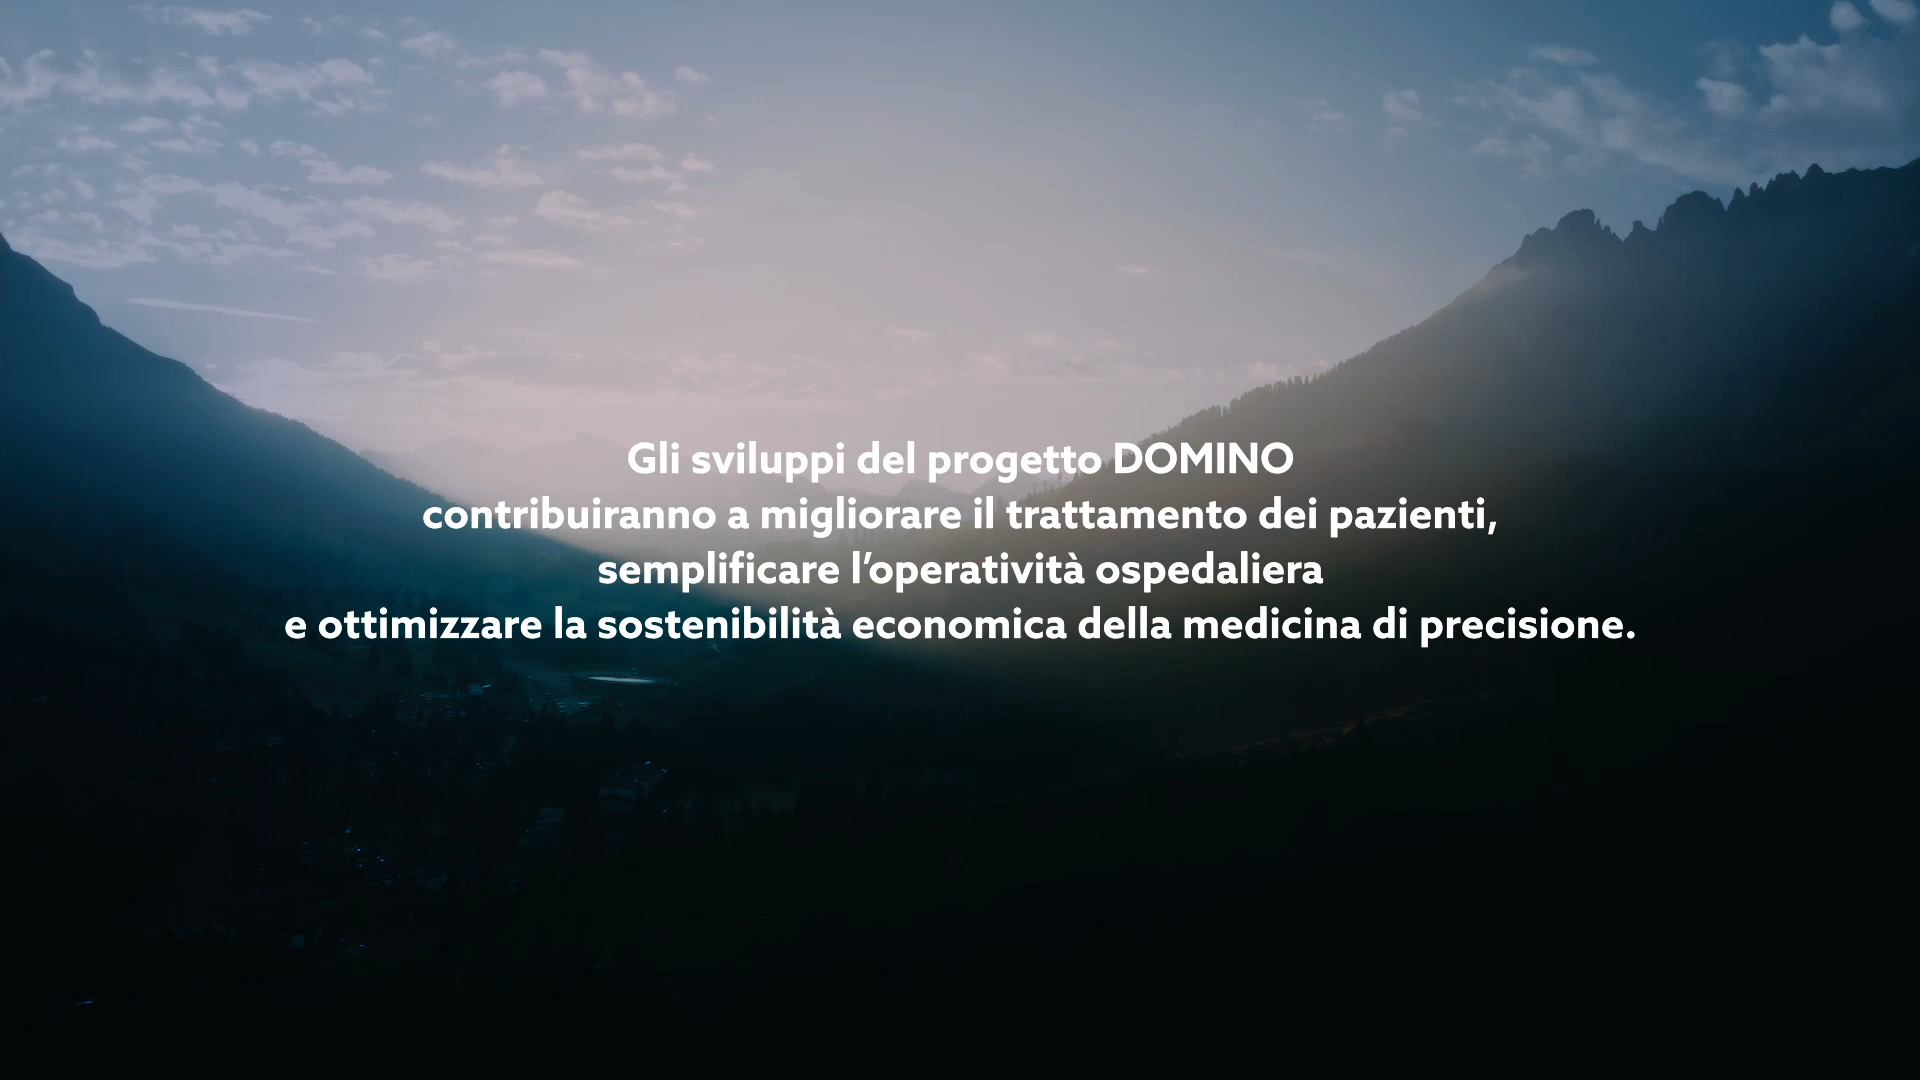 Gli sviluppi del progetto DOMINO
contribuiranno a migliorare il trattamento dei pazienti,
semplificare l’operatività ospedaliera
e ottimizzare la sostenibilità economica della medicina di precisione.